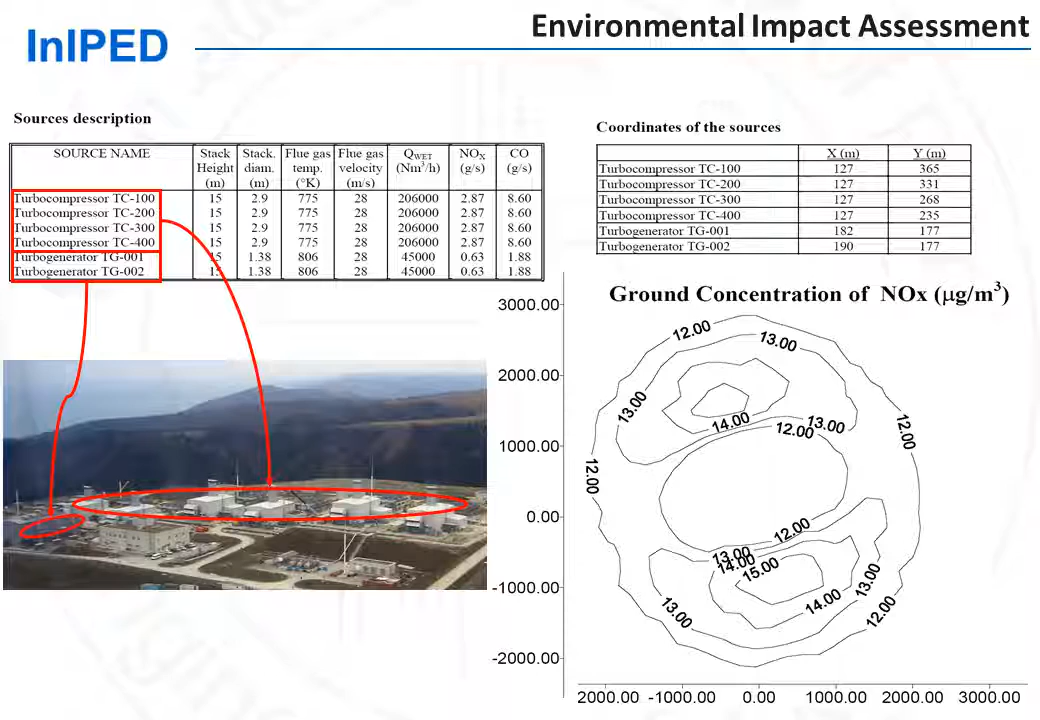 Environmental Impact Assessment
InIPED
Sources description
SOURCE NAME Stack Height (m) Stack. diam. (m) Flue gas temp. (°K) Flue gas velocity (m/s) QWET (Nm³/h) NOX (g/s) CO (g/s)
Turbocompressor TC-100 15 2.9 775 28 206000 2.87 8.60
Turbocompressor TC-200 15 2.9 775 28 206000 2.87 8.60
Turbocompressor TC-300 15 2.9 775 28 206000 2.87 8.60
Turbocompressor TC-400 15 2.9 775 28 206000 2.87 8.60
Turbogenerator TG-001 15 1.38 806 28 45000 0.63 1.88
Turbogenerator TG-002 15 1.38 806 28 45000 0.63 1.88
Coordinates of the sources
X (m) Y (m)
Turbocompressor TC-100 127 365
Turbocompressor TC-200 127 331
Turbocompressor TC-300 127 268
Turbocompressor TC-400 127 235
Turbogenerator TG-001 182 177
Turbogenerator TG-002 190 177
Ground Concentration of NOx (µg/m³)
3000.00
2000.00
1000.00
0.00
-1000.00
-2000.00
12.00
13.00
13.00
14.00
12.00
13.00
12.00
12.00
12.00
13.00
14.00
15.00
13.00
14.00
13.00
12.00
2000.00 -1000.00 0.00 1000.00 2000.00 3000.00